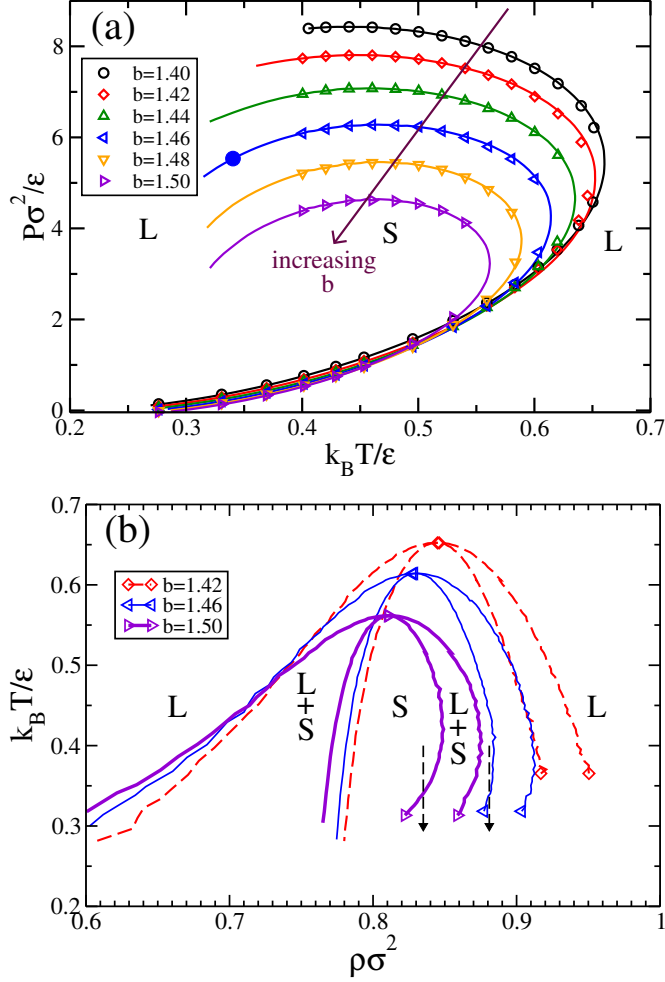 (a)
8
6
4
2
0
Pσ²/ε
b=1.40
b=1.42
b=1.44
b=1.46
b=1.48
b=1.50
L
S
L
increasing
b
0.2
0.3
0.4
0.5
0.6
0.7
k_BT/ε
(b)
0.7
0.6
0.5
0.4
0.3
0.2
k_BT/ε
b=1.42
b=1.46
b=1.50
L
L
+
S
S
L
+
S
L
0.6
0.7
0.8
0.9
1
ρσ²